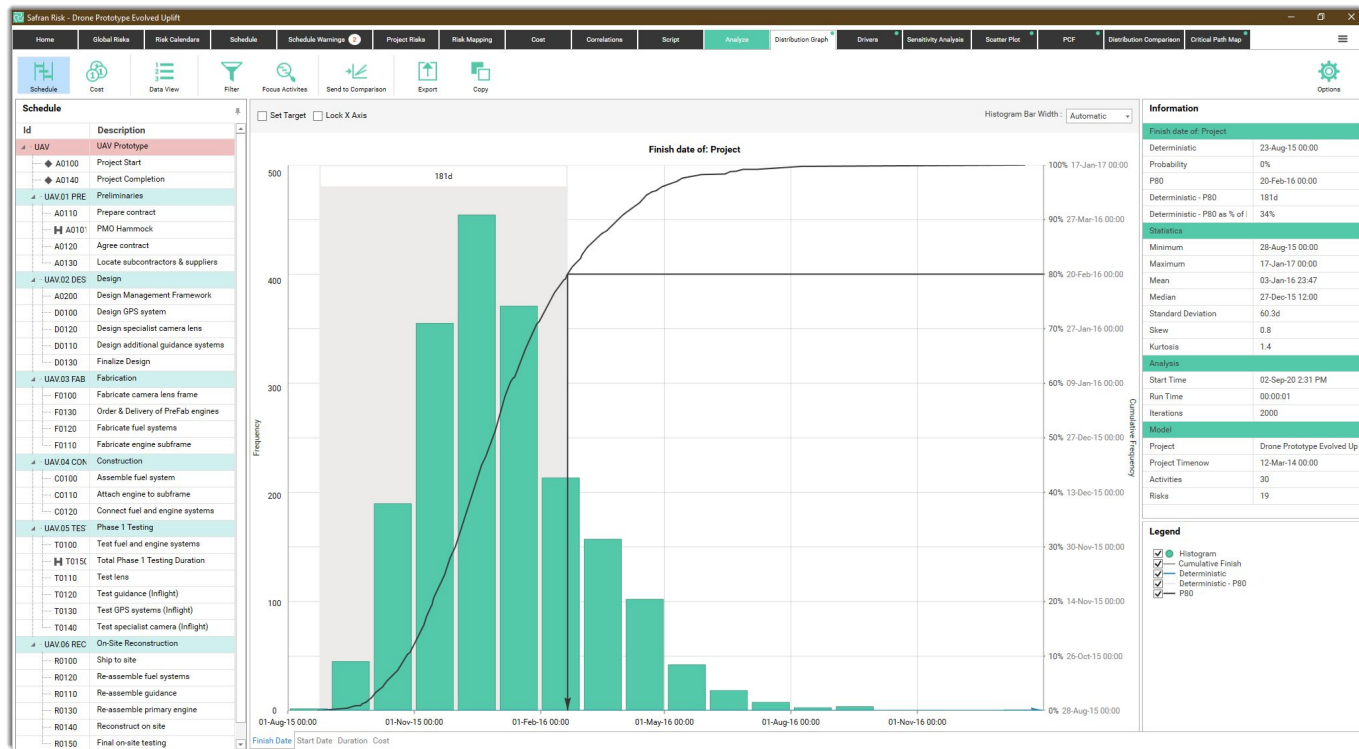 Safran Risk - Drone Prototype Evolved Uplift
Home Global Risks Risk Calendars Schedule Schedule Warnings 2 Project Risks Risk Mapping Cost Correlations Script Analyze Distribution Graph Drivers Sensitivity Analysis Scatter Plot PCF Distribution Comparison Critical Path Map
Schedule Cost Data View Filter Focus Activites Send to Comparison Export Copy Options
Schedule
Id Description
UAV UAV Prototype
A0100 Project Start
A0140 Project Completion
UAV.01 PRE Preliminaries
A0110 Prepare contract
A0101 PMO Hammock
A0120 Agree contract
A0130 Locate subcontractors & suppliers
UAV.02 DES Design
A0200 Design Management Framework
D0100 Design GPS system
D0120 Design specialist camera lens
D0110 Design additional guidance systems
D0130 Finalize Design
UAV.03 FAB Fabrication
F0100 Fabricate camera lens frame
F0130 Order & Delivery of PreFab engines
F0120 Fabricate fuel systems
F0110 Fabricate engine subframe
UAV.04 CON Construction
C0100 Assemble fuel system
C0110 Attach engine to subframe
C0120 Connect fuel and engine systems
UAV.05 TES Phase 1 Testing
T0100 Test fuel and engine systems
T0150 Total Phase 1 Testing Duration
T0110 Test lens
T0120 Test guidance (Inflight)
T0130 Test GPS systems (Inflight)
T0140 Test specialist camera (Inflight)
UAV.06 REC On-Site Reconstruction
R0100 Ship to site
R0120 Re-assemble fuel systems
R0110 Re-assemble guidance
R0130 Re-assemble primary engine
R0140 Reconstruct on site
R0150 Final on-site testing
Set Target Lock X Axis Histogram Bar Width : Automatic
Finish date of: Project
181d
Frequency
500
400
300
200
100
0
Cumulative Frequency
100% 17-Jan-17 00:00
90% 27-Mar-16 00:00
80% 20-Feb-16 00:00
70% 27-Jan-16 00:00
60% 09-Jan-16 00:00
50% 27-Dec-15 00:00
40% 13-Dec-15 00:00
30% 30-Nov-15 00:00
20% 14-Nov-15 00:00
10% 26-Oct-15 00:00
0% 28-Aug-15 00:00
01-Aug-15 00:00 01-Nov-15 00:00 01-Feb-16 00:00 01-May-16 00:00 01-Aug-16 00:00 01-Nov-16 00:00
Finish Date Start Date Duration Cost
Information
Finish date of: Project
Deterministic 23-Aug-15 00:00
Probability 0%
P80 20-Feb-16 00:00
Deterministic - P80 181d
Deterministic - P80 as % of 34%
Statistics
Minimum 28-Aug-15 00:00
Maximum 17-Jan-17 00:00
Mean 03-Jan-16 23:47
Median 27-Dec-15 12:00
Standard Deviation 60.3d
Skew 0.8
Kurtosis 1.4
Analysis
Start Time 02-Sep-20 2:31 PM
Run Time 00:00:01
Iterations 2000
Model
Project Drone Prototype Evolved Up
Project Timenow 12-Mar-14 00:00
Activities 30
Risks 19
Legend
Histogram
Cumulative Finish
Deterministic
Deterministic - P80
P80